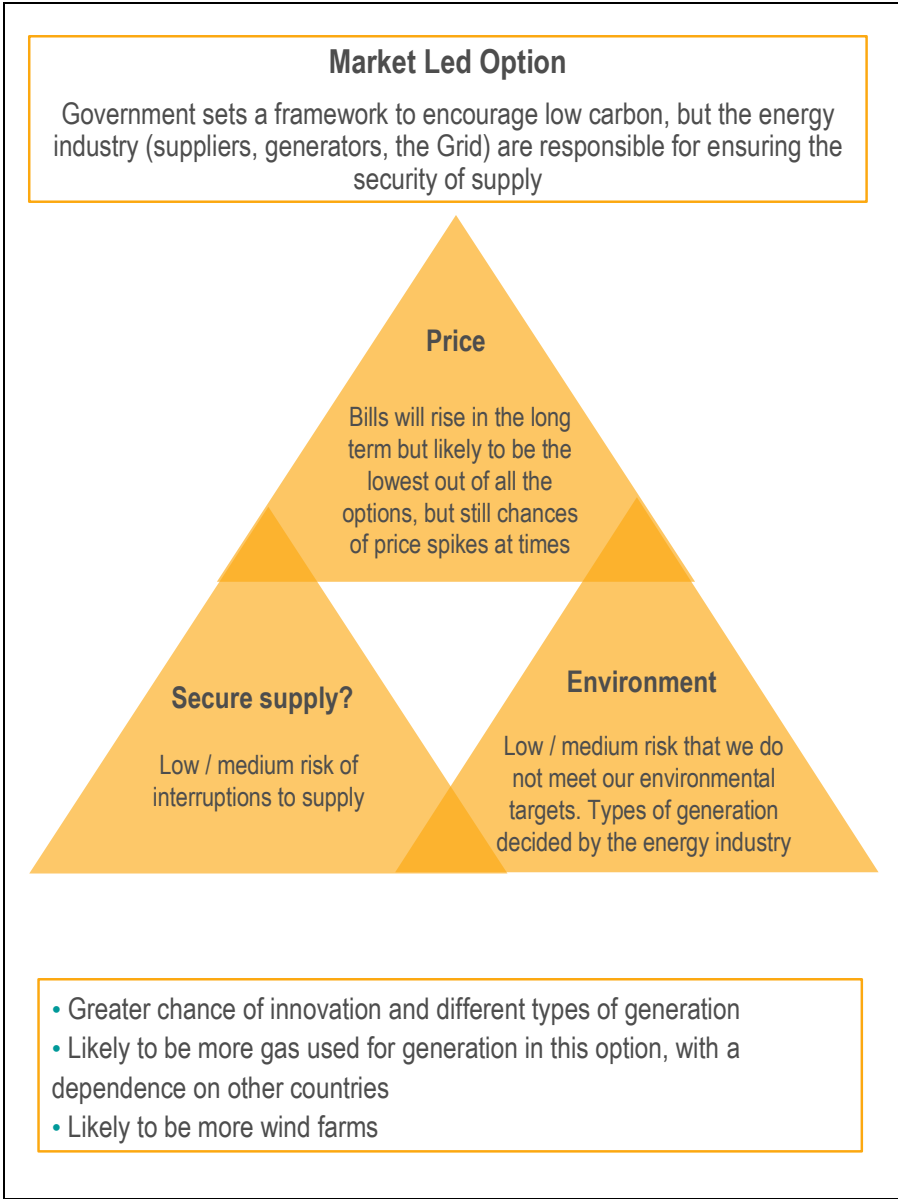 Market Led Option
Government sets a framework to encourage low carbon, but the energy
industry (suppliers, generators, the Grid) are responsible for ensuring the
security of supply
Price
Bills will rise in the long
term but likely to be the
lowest out of all the
options, but still chances
of price spikes at times
Secure supply?
Low / medium risk of
interruptions to supply
Environment
Low / medium risk that we do
not meet our environmental
targets. Types of generation
decided by the energy industry
• Greater chance of innovation and different types of generation
• Likely to be more gas used for generation in this option, with a
dependence on other countries
• Likely to be more wind farms